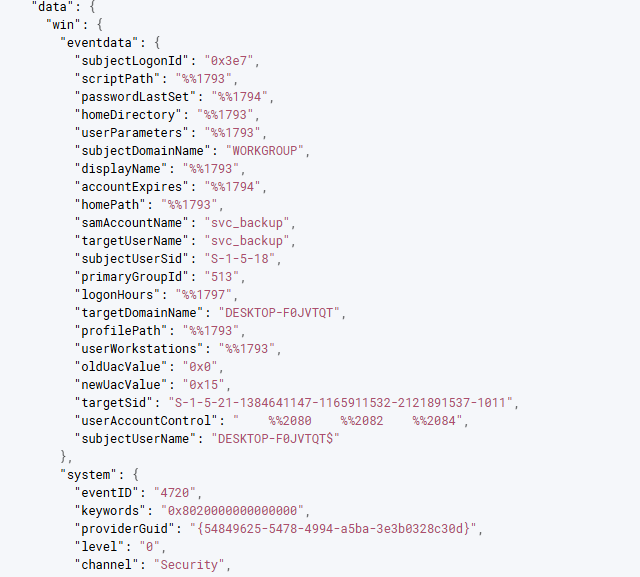 "data": {
"win": {
"eventdata": {
"subjectLogonId": "0x3e7",
"scriptPath": "%%1793",
"passwordLastSet": "%%1794",
"homeDirectory": "%%1793",
"userParameters": "%%1793",
"subjectDomainName": "WORKGROUP",
"displayName": "%%1793",
"accountExpires": "%%1794",
"homePath": "%%1793",
"samAccountName": "svc_backup",
"targetUserName": "svc_backup",
"subjectUserSid": "S-1-5-18",
"primaryGroupId": "513",
"logonHours": "%%1797",
"targetDomainName": "DESKTOP-F0JVTQT",
"profilePath": "%%1793",
"userWorkstations": "%%1793",
"oldUacValue": "0x0",
"newUacValue": "0x15",
"targetSid": "S-1-5-21-1384641147-1165911532-2121891537-1011",
"userAccountControl": "    %%2080    %%2082    %%2084",
"subjectUserName": "DESKTOP-F0JVTQT$"
},
"system": {
"eventID": "4720",
"keywords": "0x8020000000000000",
"providerGuid": "{54849625-5478-4994-a5ba-3e3b0328c30d}",
"level": "0",
"channel": "Security",